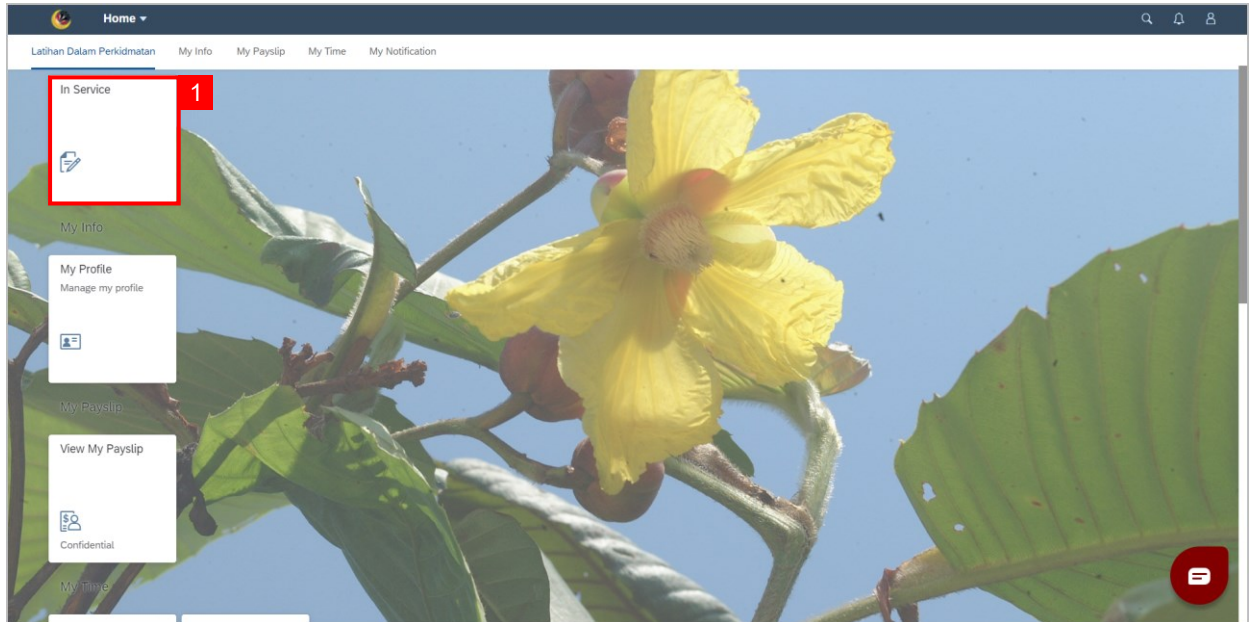 Home
Latihan Dalam Perkidmatan My Info My Payslip My Time My Notification
In Service
1
My Info
My Profile
Manage my profile
My Payslip
View My Payslip
Confidential
My Time